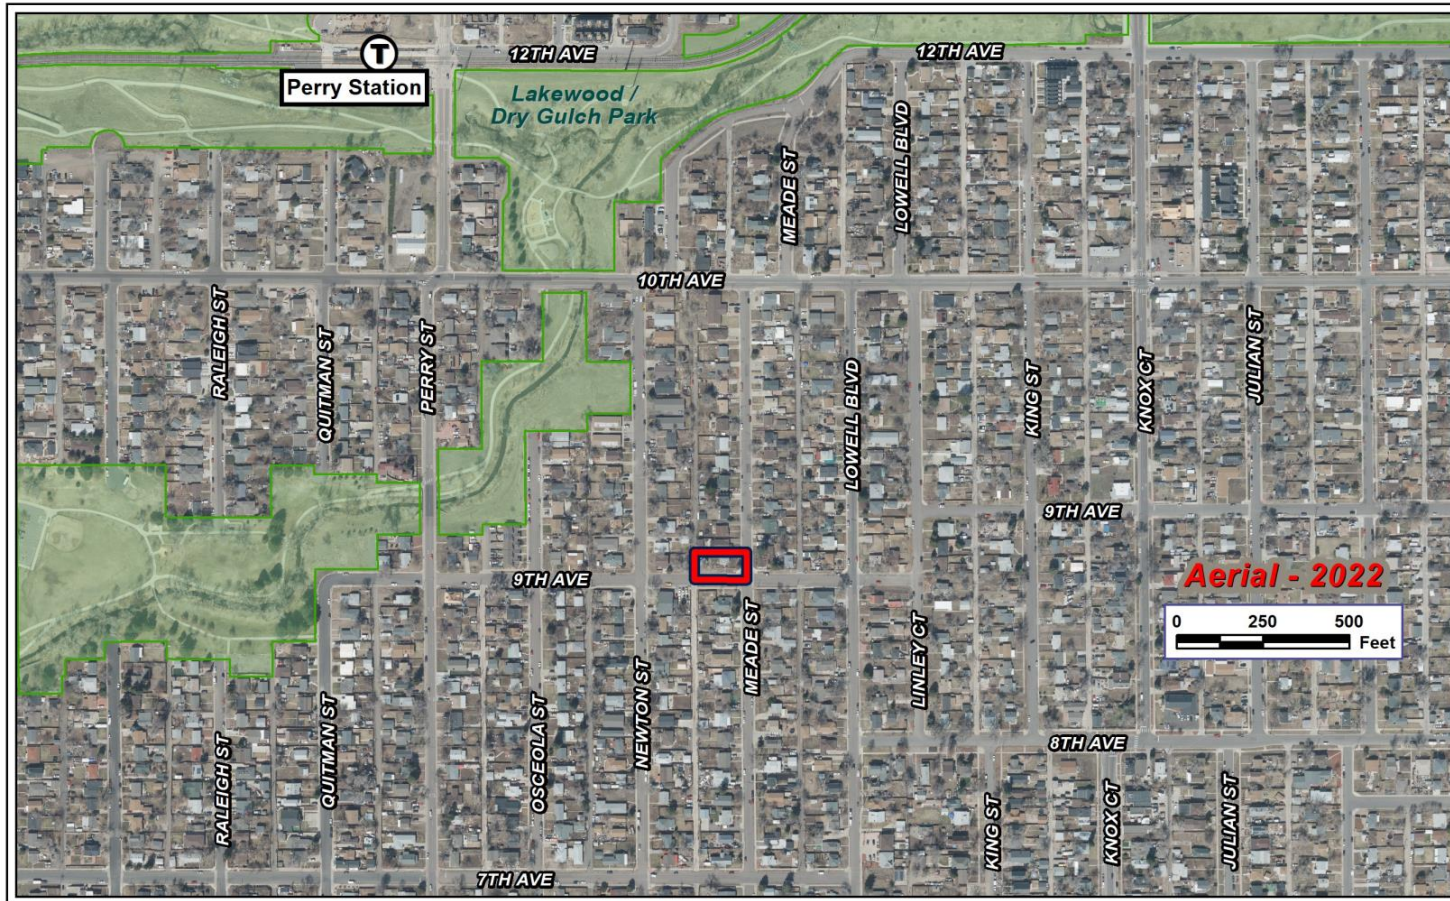 12TH AVE
12TH AVE
T
Perry Station
Lakewood /
Dry Gulch Park
LOWELL BLVD
MEADE ST
10TH AVE
RALEIGH ST
QUITMAN ST
PERRY ST
LOWELL BLVD
KING ST
KNOX CT
JULIAN ST
9TH AVE
9TH AVE
Aerial - 2022
0 250 500
Feet
MEADE ST
LINLEY CT
NEWTON ST
OSCEOLA ST
QUITMAN ST
RALEIGH ST
8TH AVE
KING ST
KNOX CT
JULIAN ST
7TH AVE